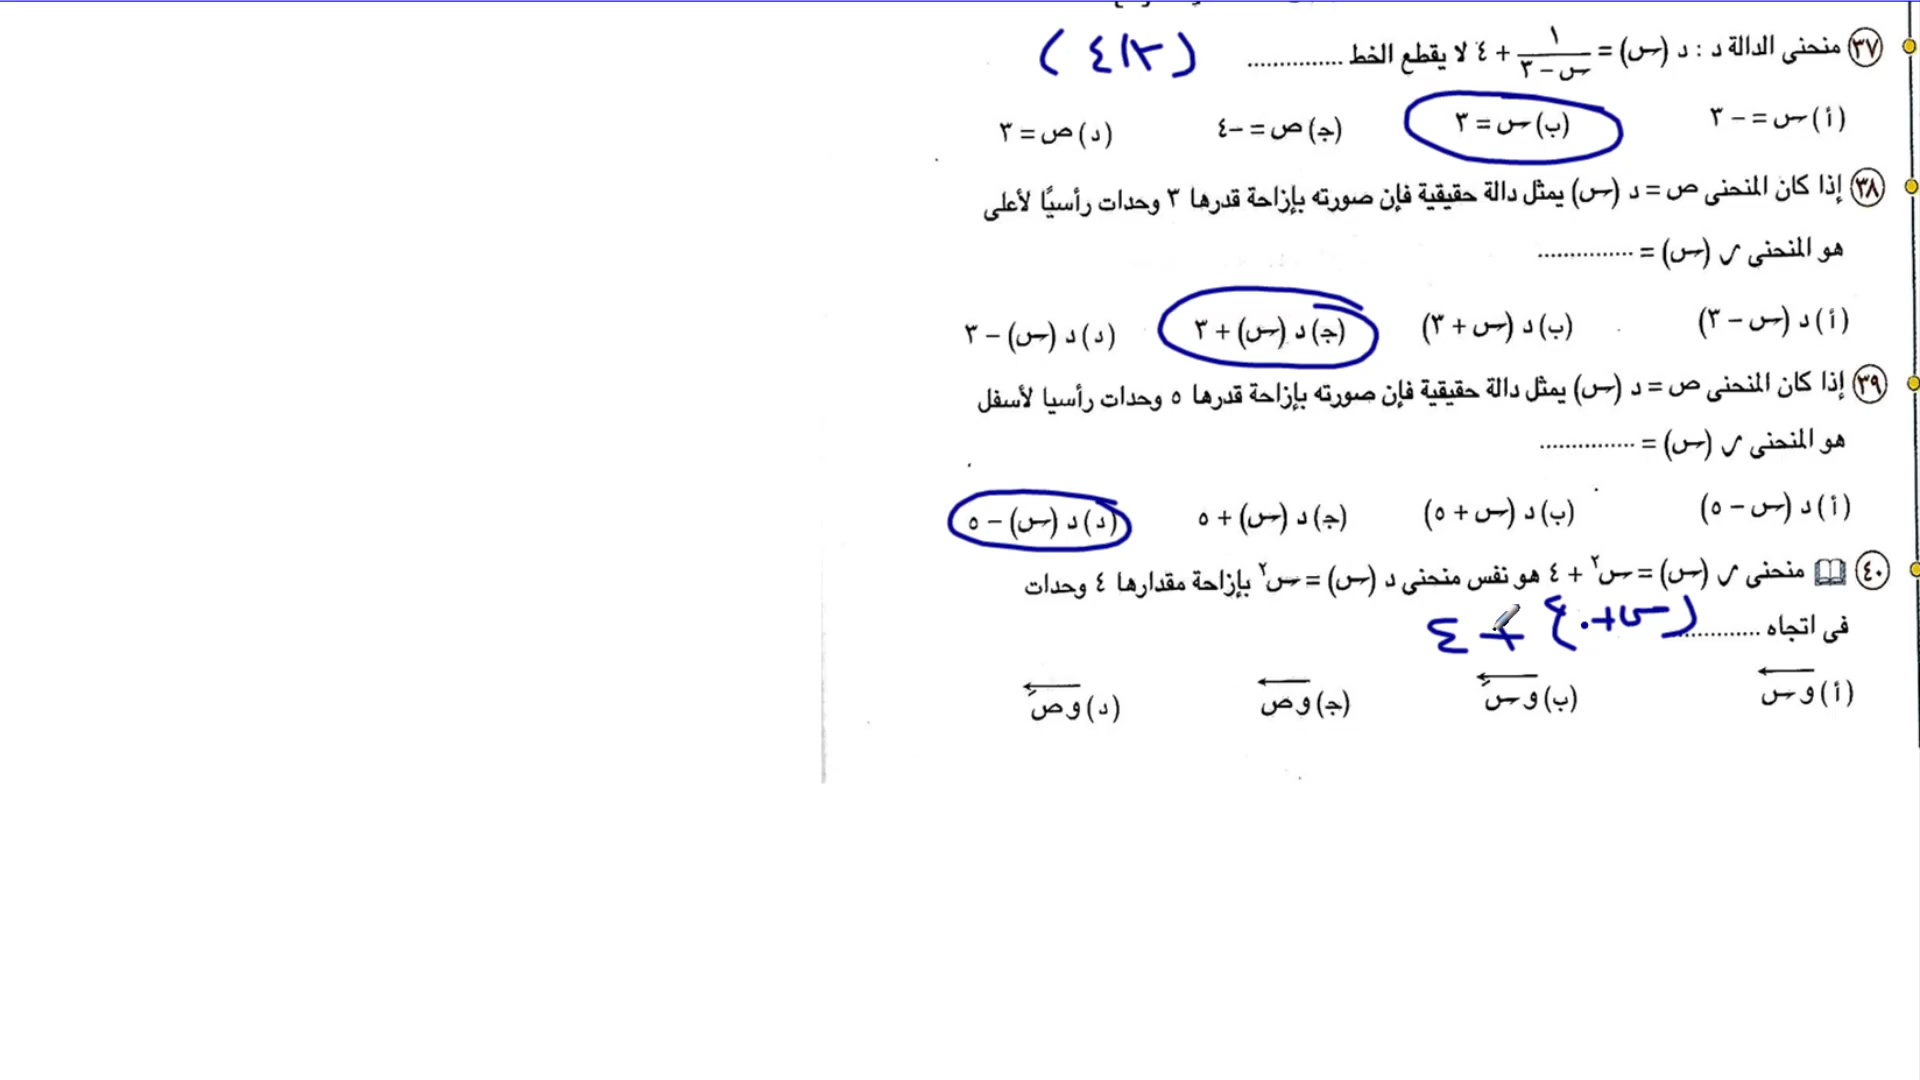 ٣٧ منحنى الدالة د : د (س) = ١ / (س - ٣) + ٤ لا يقطع الخط ............... (٣ ، ٤)
(أ) س = - ٣ (ب) س = ٣ (جـ) ص = -٤ (د) ص = ٣
٣٨ إذا كان المنحنى ص = د (س) يمثل دالة حقيقية فإن صورته بإزاحة قدرها ٣ وحدات رأسيًا لأعلى
هو المنحنى ر (س) = ...............
(أ) د (س - ٣) (ب) د (س + ٣) (جـ) د (س) + ٣ (د) د (س) - ٣
٣٩ إذا كان المنحنى ص = د (س) يمثل دالة حقيقية فإن صورته بإزاحة قدرها ٥ وحدات رأسيا لأسفل
هو المنحنى ر (س) = ...............
(أ) د (س - ٥) (ب) د (س + ٥) (جـ) د (س) + ٥ (د) د (س) - ٥
٤٠ منحنى ر (س) = س٢ + ٤ هو نفس منحنى د (س) = س٢ بإزاحة مقدارها ٤ وحدات
فى اتجاه ............... (س + ٠)٢ + ٤
(أ) و س (ب) و سَ (جـ) و ص (د) و صَ